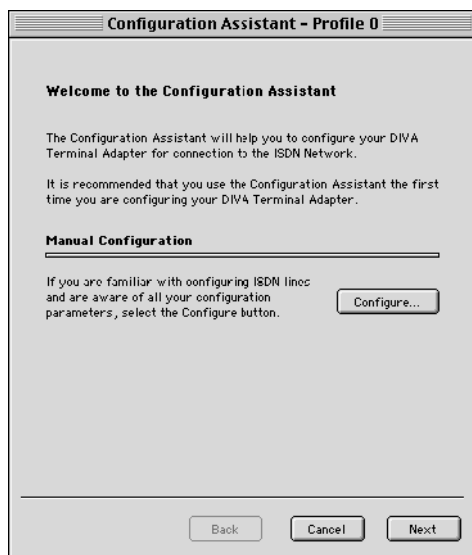 Configuration Assistant - Profile 0
Welcome to the Configuration Assistant
The Configuration Assistant will help you to configure your DIVA
Terminal Adapter for connection to the ISDN Network.
It is recommended that you use the Configuration Assistant the first
time you are configuring your DIVA Terminal Adapter.
Manual Configuration
If you are familiar with configuring ISDN lines
and are aware of all your configuration
parameters, select the Configure button.
Configure...
Back
Cancel
Next